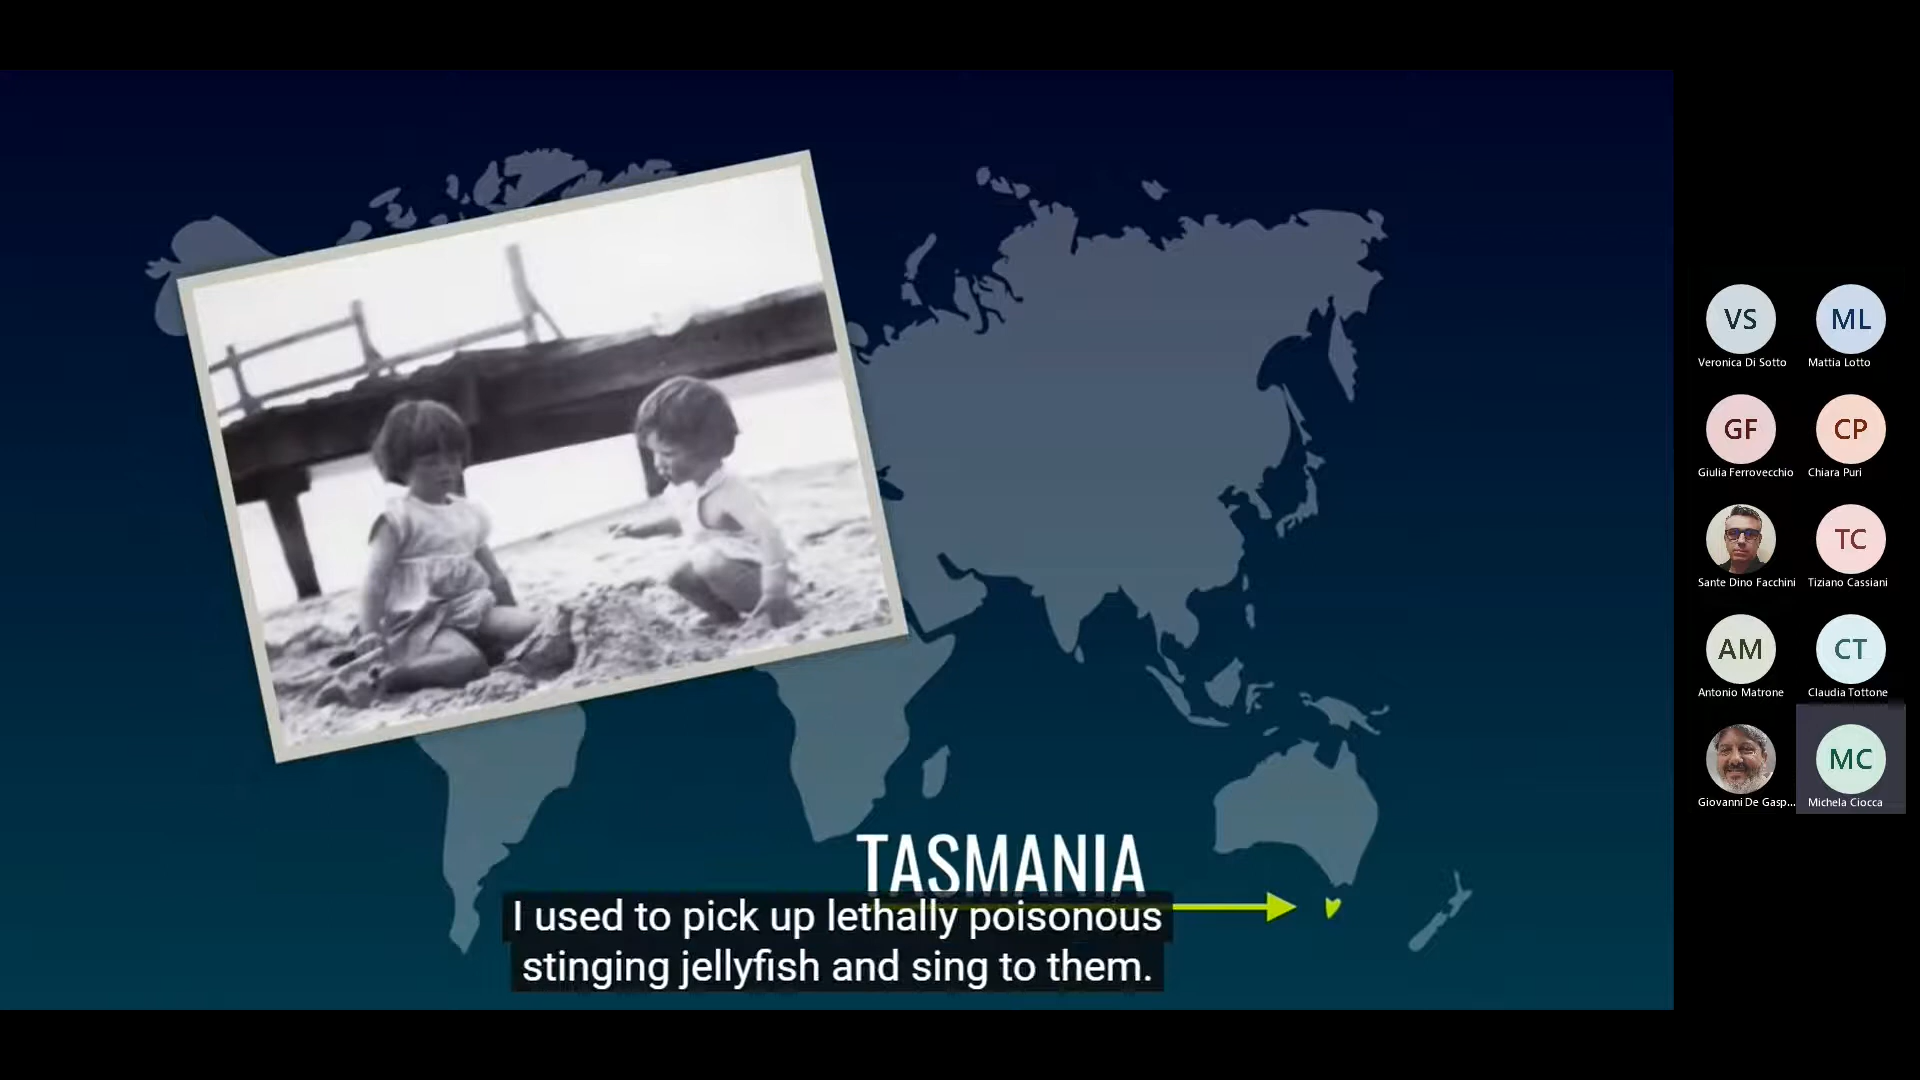 TASMANIA
I used to pick up lethally poisonous
stinging jellyfish and sing to them.
VS
Veronica Di Sotto
ML
Mattia Lotto
GF
Giulia Ferrovecchio
CP
Chiara Puri
Sante Dino Facchini
TC
Tiziano Cassiani
AM
Antonio Matrone
CT
Claudia Tottone
Giovanni De Gasp...
MC
Michela Ciocca